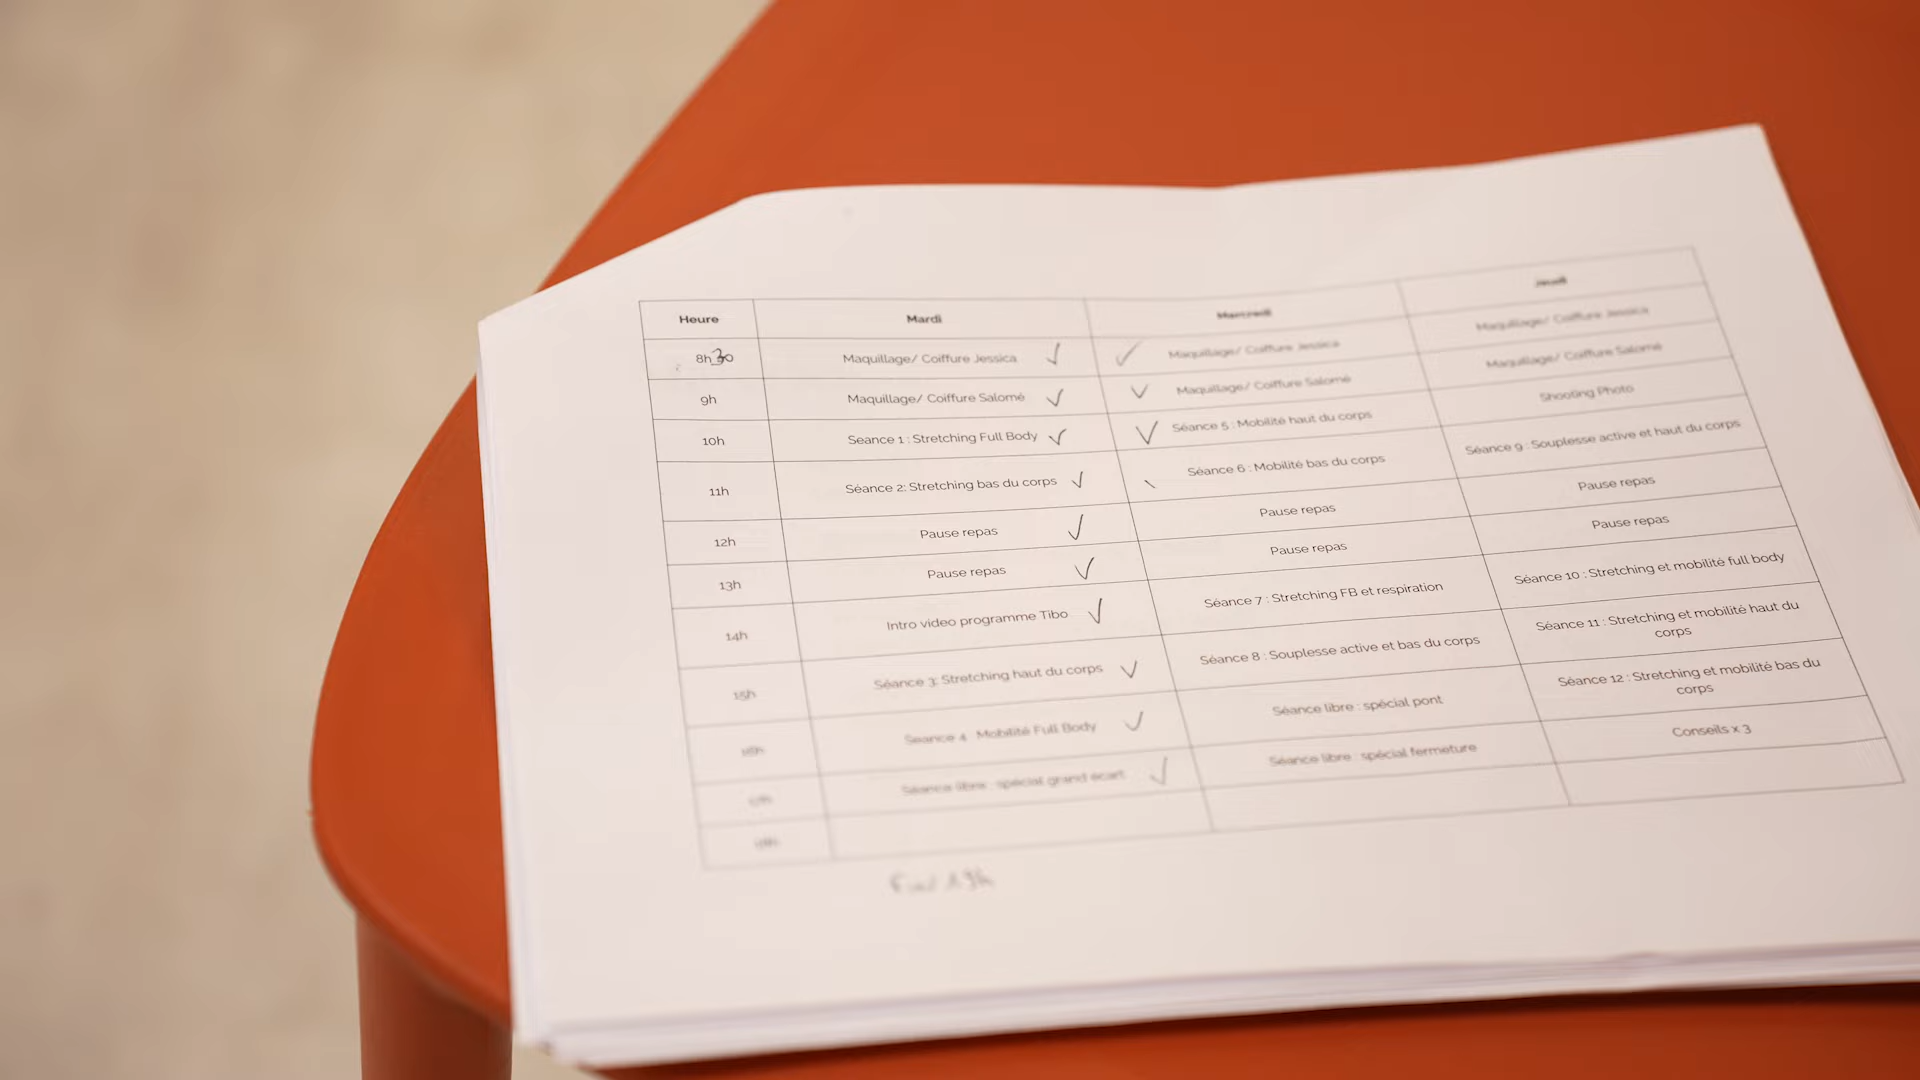 Heure Mardi Mercredi Jeudi
8h30 Maquillage/ Coiffure Jessica Maquillage/ Coiffure Jessica Maquillage/ Coiffure Jessica
9h Maquillage/ Coiffure Salomé Maquillage/ Coiffure Salomé Maquillage/ Coiffure Salomé
10h Seance 1 : Stretching Full Body Séance 5 : Mobilité haut du corps Shooting Photo
11h Séance 2: Stretching bas du corps Séance 6 : Mobilité bas du corps Séance 9 : Souplesse active et haut du corps
12h Pause repas Pause repas Pause repas
13h Pause repas Pause repas Pause repas
14h Intro video programme Tibo Séance 7 : Stretching FB et respiration Séance 10 : Stretching et mobilité full body
15h Séance 3: Stretching haut du corps Séance 8 : Souplesse active et bas du corps Séance 11 : Stretching et mobilité haut du
corps
16h Seance 4 Mobilité Full Body Séance libre : spécial pont Séance 12 : Stretching et mobilité bas du
corps
17h Séance libre : spécial grand écart Séance libre : spécial fermeture Conseils x 3
18h